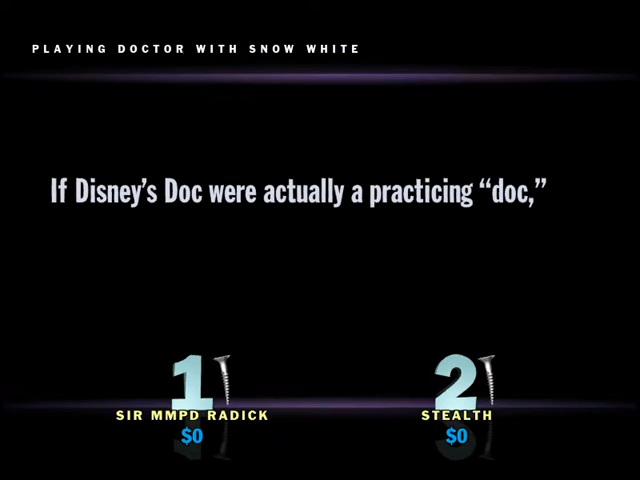 PLAYING DOCTOR WITH SNOW WHITE
If Disney's Doc were actually a practicing "doc,"
1 2
SIR MMPD RADICK STEALTH
$0 $0